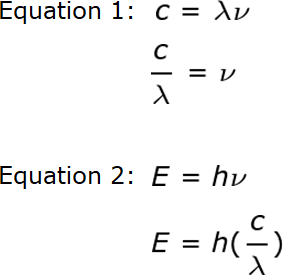 Equation 1: c = λν
c/λ = ν
Equation 2: E = hν
E = h(c/λ)